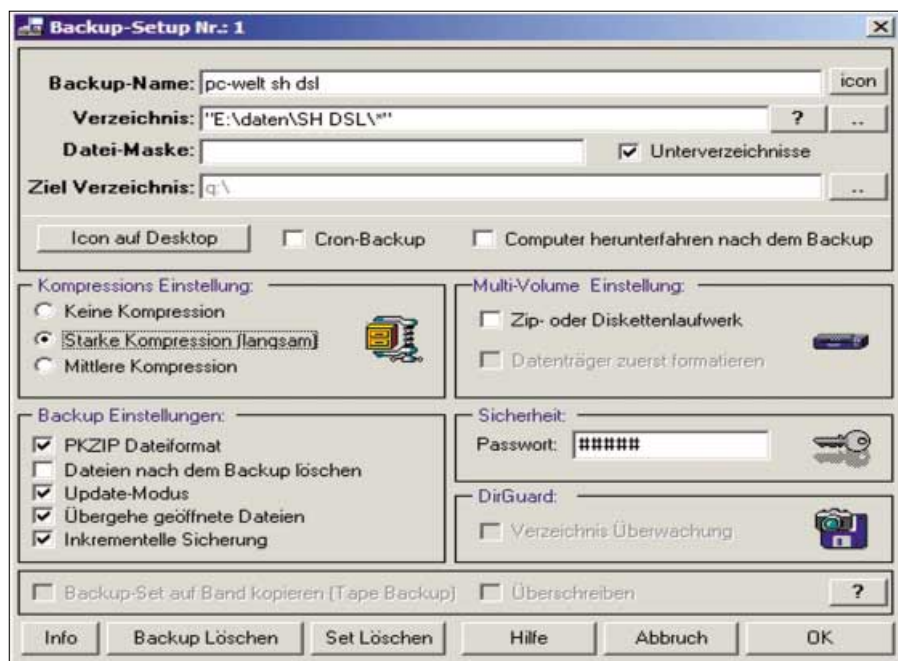 Backup-Setup Nr.: 1
Backup-Name: pc-welt sh dsl icon
Verzeichnis: "E:\daten\SH DSL\*" ? ..
Datei-Maske: Unterverzeichnisse
Ziel Verzeichnis: q:\ ..
Icon auf Desktop Cron-Backup Computer herunterfahren nach dem Backup
Kompressions Einstellung:
Keine Kompression
Starke Kompression (langsam)
Mittlere Kompression
Multi-Volume Einstellung:
Zip- oder Diskettenlaufwerk
Datenträger zuerst formatieren
Backup Einstellungen:
PKZIP Dateiformat
Dateien nach dem Backup löschen
Update-Modus
Übergehe geöffnete Dateien
Inkrementelle Sicherung
Sicherheit:
Passwort: #####
DirGuard:
Verzeichnis Überwachung
Backup-Set auf Band kopieren (Tape Backup) Überschreiben ?
Info Backup Löschen Set Löschen Hilfe Abbruch OK